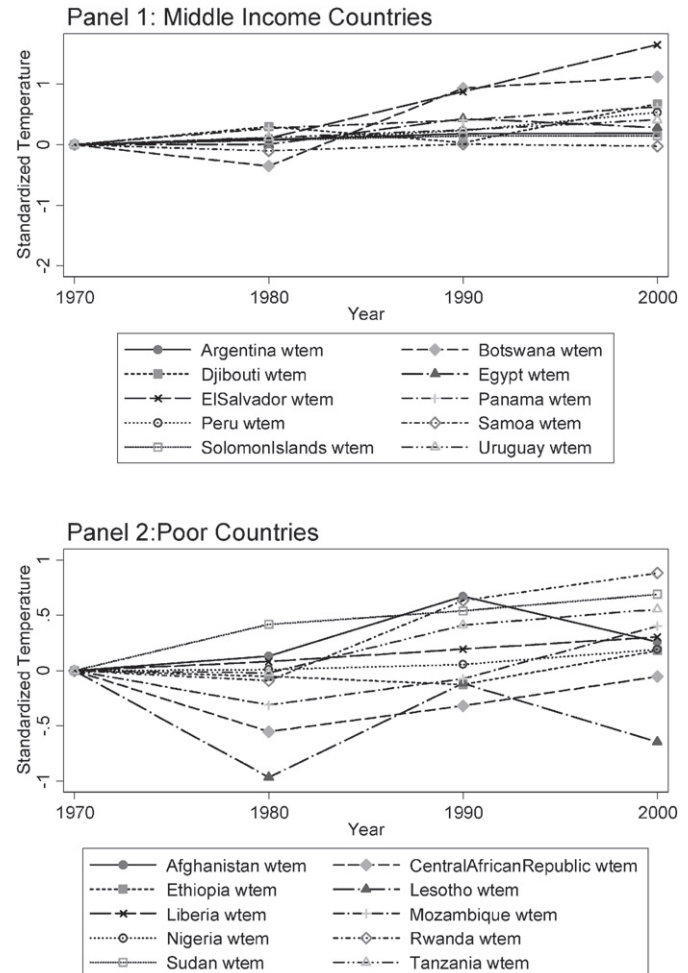 Panel 1: Middle Income Countries
Standardized Temperature
1
0
-1
-2
1970 1980 1990 2000
Year
Argentina wtem Botswana wtem
Djibouti wtem Egypt wtem
ElSalvador wtem Panama wtem
Peru wtem Samoa wtem
SolomonIslands wtem Uruguay wtem
Panel 2:Poor Countries
Standardized Temperature
1
.5
0
-.5
-1
1970 1980 1990 2000
Year
Afghanistan wtem CentralAfricanRepublic wtem
Ethiopia wtem Lesotho wtem
Liberia wtem Mozambique wtem
Nigeria wtem Rwanda wtem
Sudan wtem Tanzania wtem